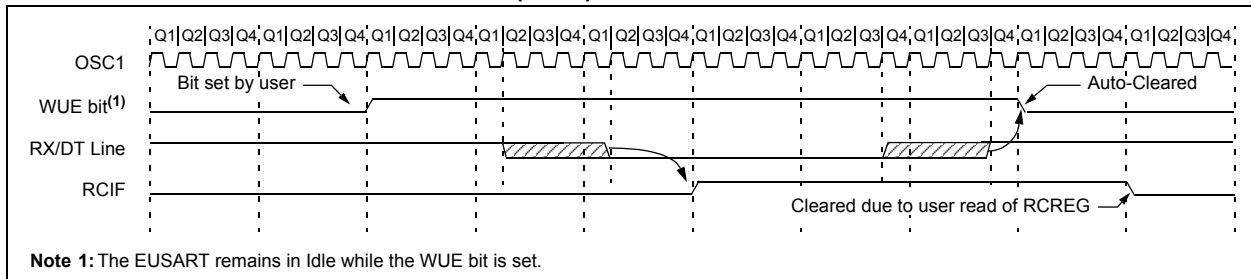 Q1 Q2 Q3 Q4 Q1 Q2 Q3 Q4 Q1 Q2 Q3 Q4 Q1 Q2 Q3 Q4 Q1 Q2 Q3 Q4 Q1 Q2 Q3 Q4 Q1 Q2 Q3 Q4 Q1 Q2 Q3 Q4 Q1 Q2 Q3 Q4 Q1 Q2 Q3 Q4
OSC1
Bit set by user
Auto-Cleared
WUE bit(1)
RX/DT Line
RCIF
Cleared due to user read of RCREG
Note 1: The EUSART remains in Idle while the WUE bit is set.